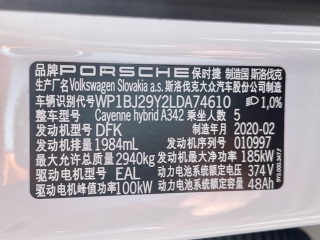 品牌 PORSCHE 保时捷 制造国 斯洛伐克
生产厂名 Volkswagen Slovakia a.s. 斯洛伐克大众汽车股份公司制造
车辆识别代号 WP1BJ29Y2LDA74610 1,0%
整车型号 Cayenne hybrid A342 乘坐人数 5
发动机型号 DFK 制造年月 2020-02
发动机排量 1984ml 发动机号 010997
最大允许总质量 2940kg 发动机最大净功率 185kW
驱动电机型号 EAL 动力电池系统额定电压 374V
驱动电机峰值功率 100kW 动力电池系统额定容量 48Ah